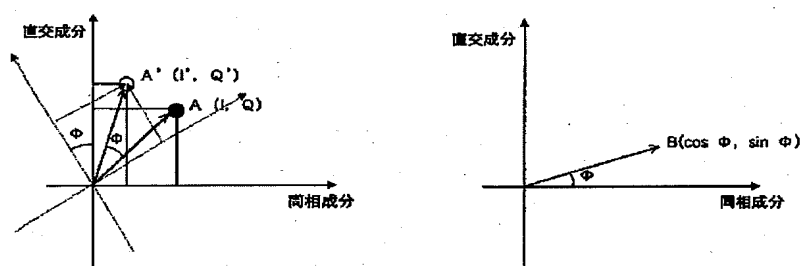 直交成分
A' (I', Q')
A (I, Q)
Φ
Φ
同相成分
直交成分
B(cos Φ, sin Φ)
Φ
同相成分